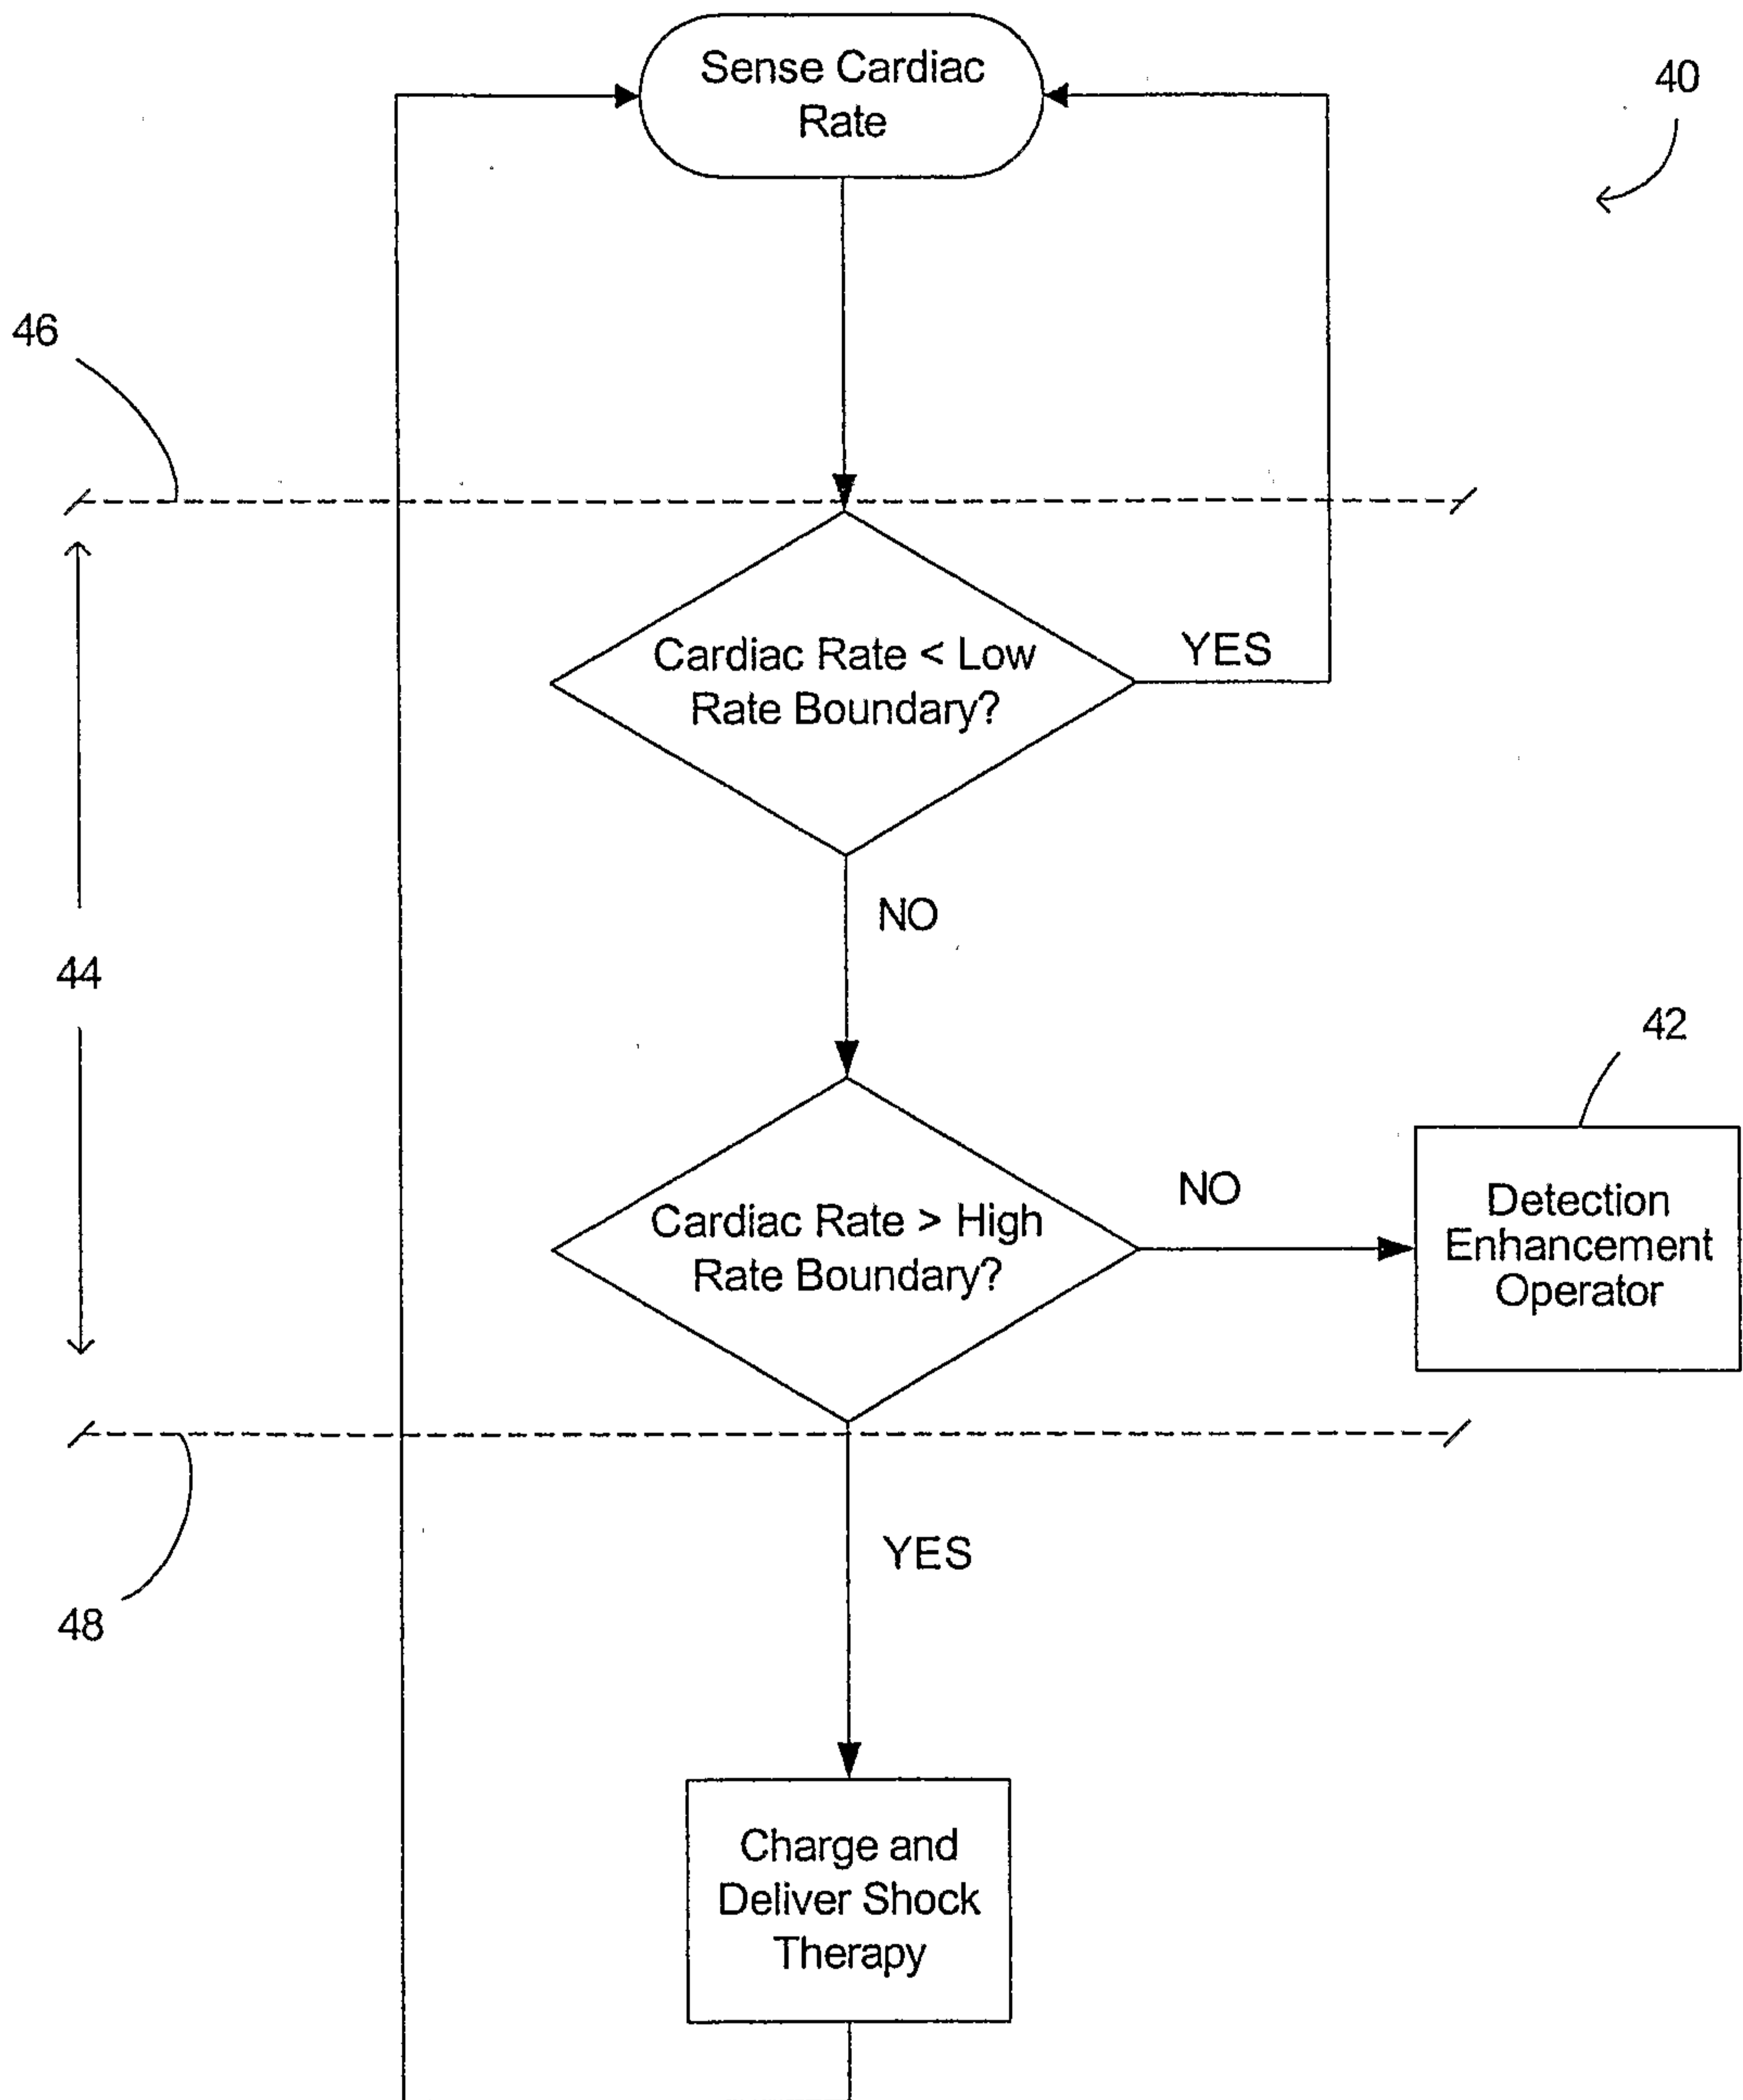 Sense Cardiac
Rate
40
46
Cardiac Rate < Low
Rate Boundary?
YES
NO
44
42
Cardiac Rate > High
Rate Boundary?
NO
Detection
Enhancement
Operator
YES
48
Charge and
Deliver Shock
Therapy